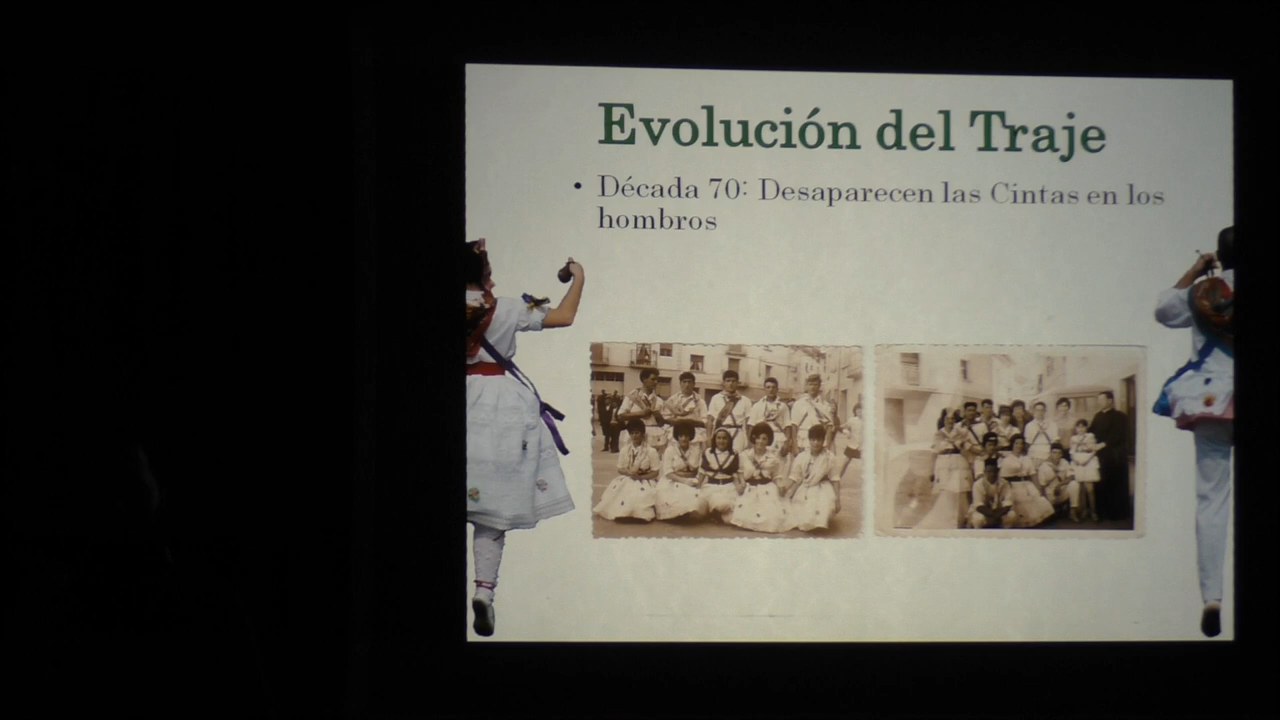 Evolución del Traje
• Década 70: Desaparecen las Cintas en los
hombros